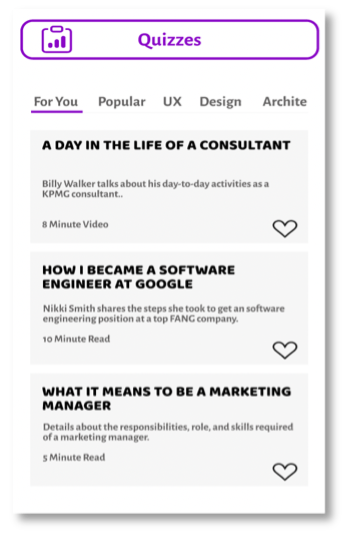 Quizzes
For You Popular UX Design Archite
A DAY IN THE LIFE OF A CONSULTANT
Billy Walker talks about his day-to-day activities as a
KPMG consultant..
8 Minute Video
HOW I BECAME A SOFTWARE
ENGINEER AT GOOGLE
Nikki Smith shares the steps she took to get an software
engineering position at a top FANG company.
10 Minute Read
WHAT IT MEANS TO BE A MARKETING
MANAGER
Details about the responsibilities, role, and skills required
of a marketing manager.
5 Minute Read